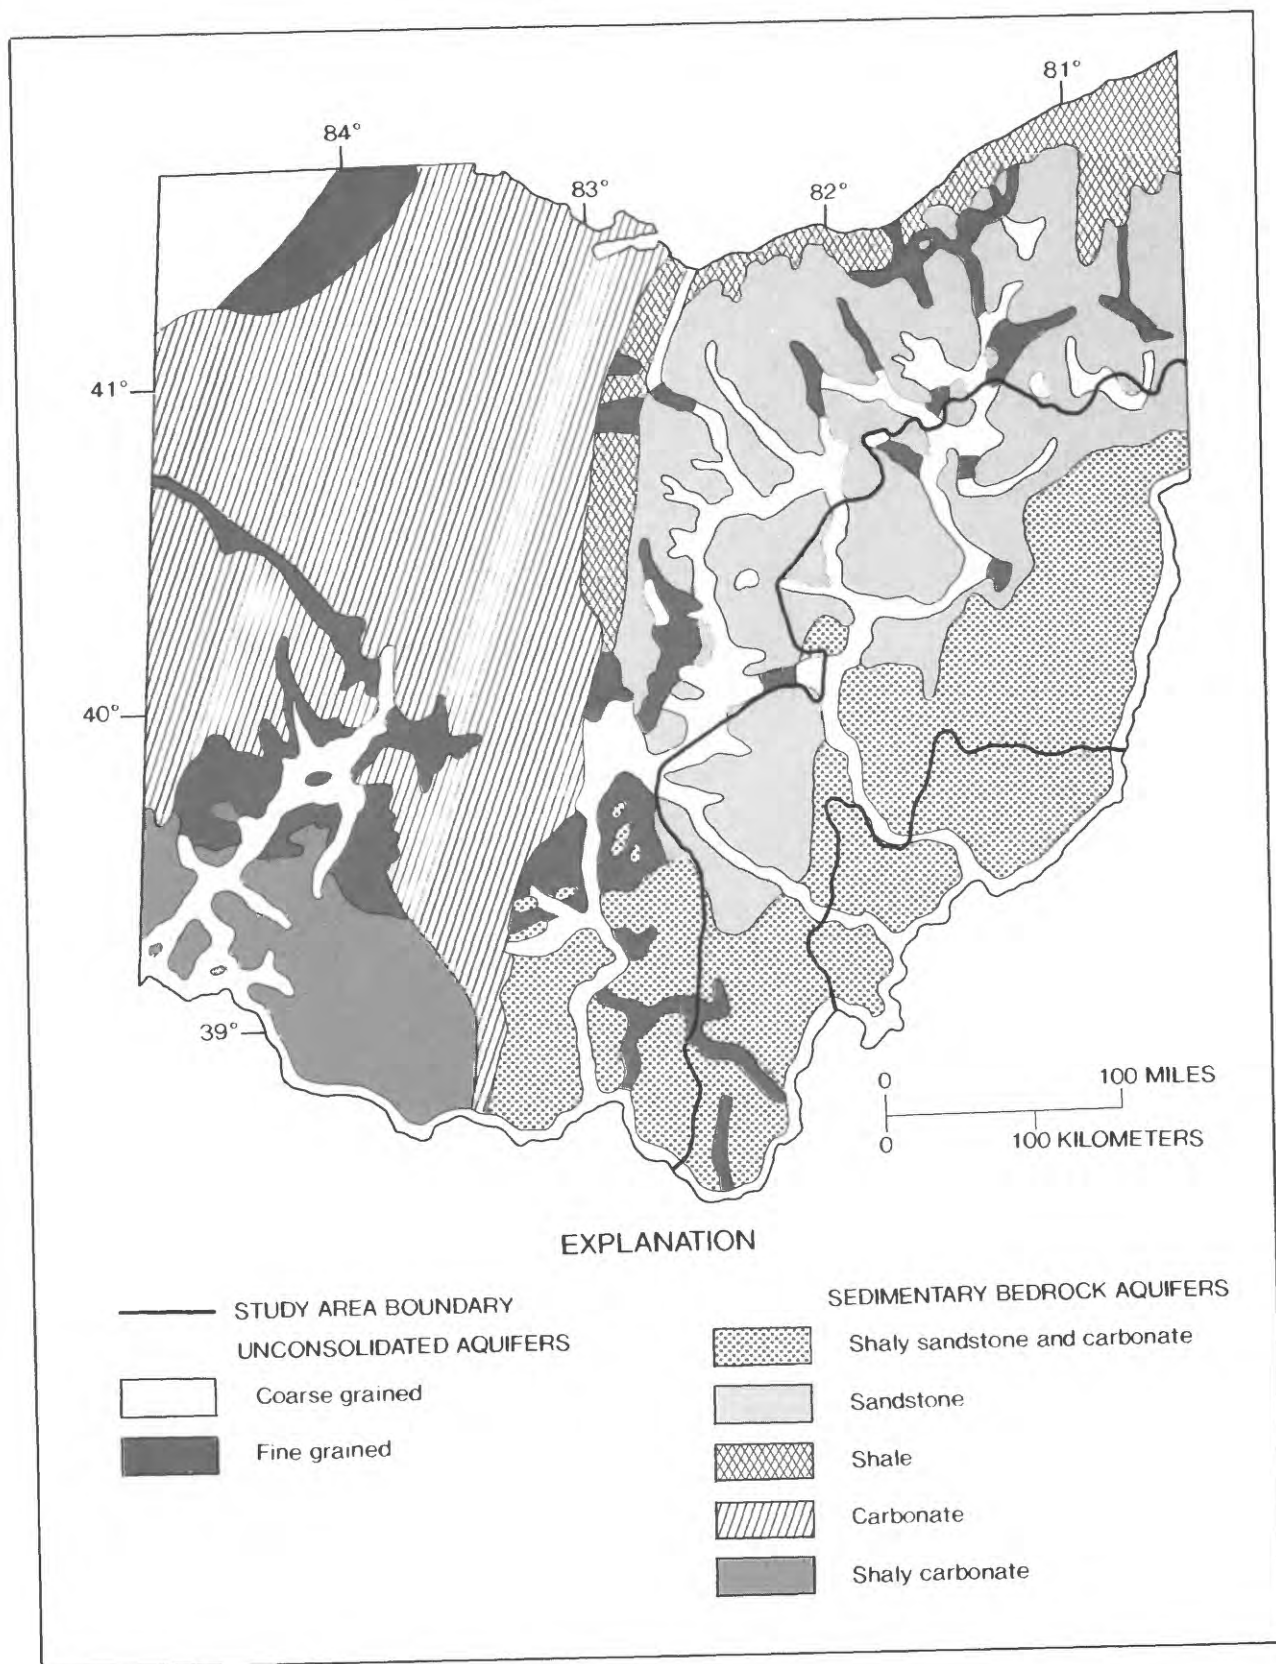 81°
84°
83°
82°
41°
40°
39°
0 100 MILES
0 100 KILOMETERS
EXPLANATION
STUDY AREA BOUNDARY
UNCONSOLIDATED AQUIFERS
Coarse grained
Fine grained
SEDIMENTARY BEDROCK AQUIFERS
Shaly sandstone and carbonate
Sandstone
Shale
Carbonate
Shaly carbonate